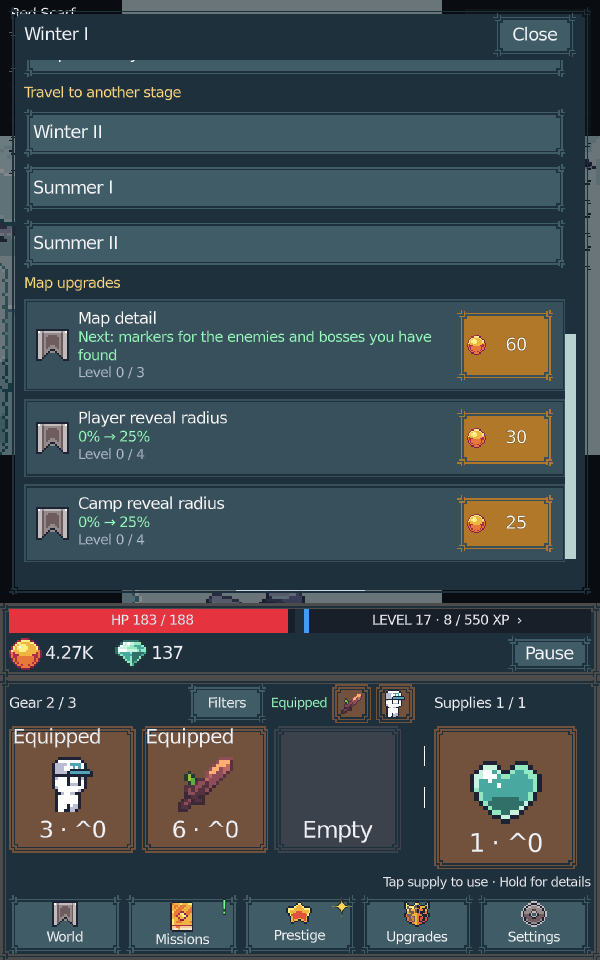 Red Scarf
Winter I
Close
Travel to another stage
Winter II
Summer I
Summer II
Map upgrades
Map detail
Next: markers for the enemies and bosses you have
found
Level 0 / 3
60
Player reveal radius
0% → 25%
Level 0 / 4
30
Camp reveal radius
0% → 25%
Level 0 / 4
25
HP 183 / 188
LEVEL 17 · 8 / 550 XP ›
4.27K
137
Pause
Gear 2 / 3
Filters
Equipped
Supplies 1 / 1
Equipped
3 · ^0
Equipped
6 · ^0
Empty
1 · ^0
Tap supply to use · Hold for details
World
Missions
!
Prestige
Upgrades
Settings